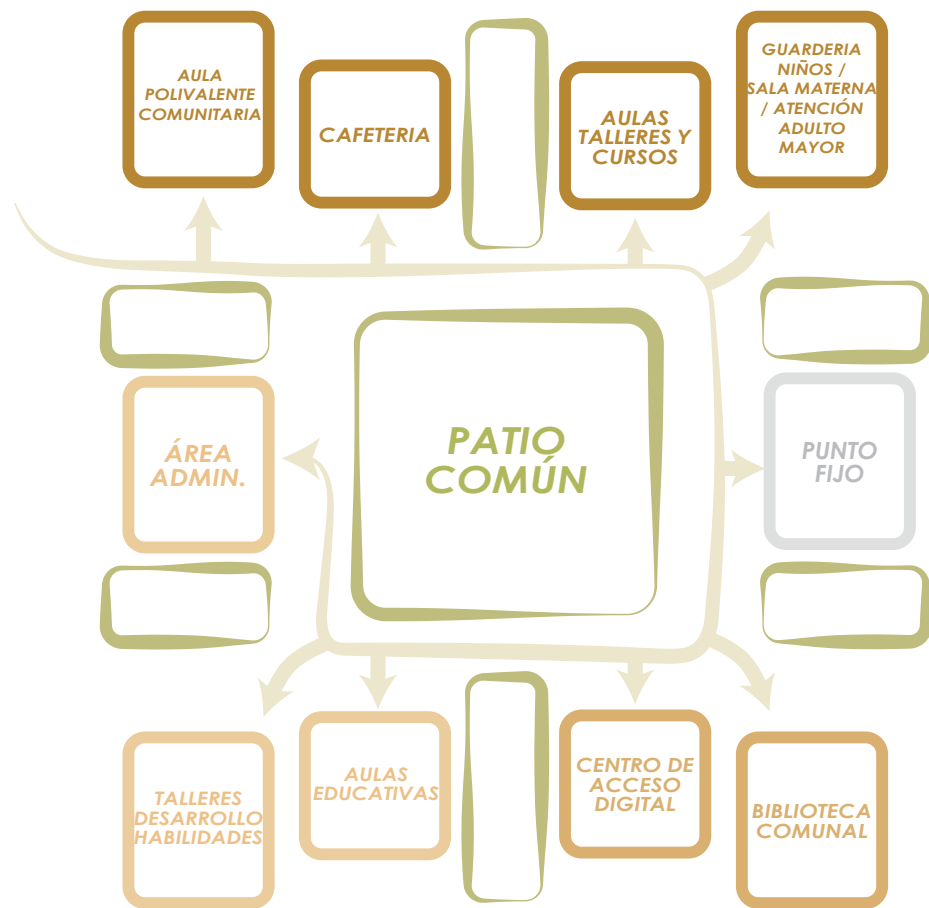 AULA
POLIVALENTE
COMUNITARIA
CAFETERIA
AULAS
TALLERES Y
CURSOS
GUARDERIA
NIÑOS /
SALA MATERNA
/ ATENCIÓN
ADULTO
MAYOR
ÁREA
ADMIN.
PATIO
COMÚN
PUNTO
FIJO
TALLERES
DESARROLLO
HABILIDADES
AULAS
EDUCATIVAS
CENTRO DE
ACCESO
DIGITAL
BIBLIOTECA
COMUNAL